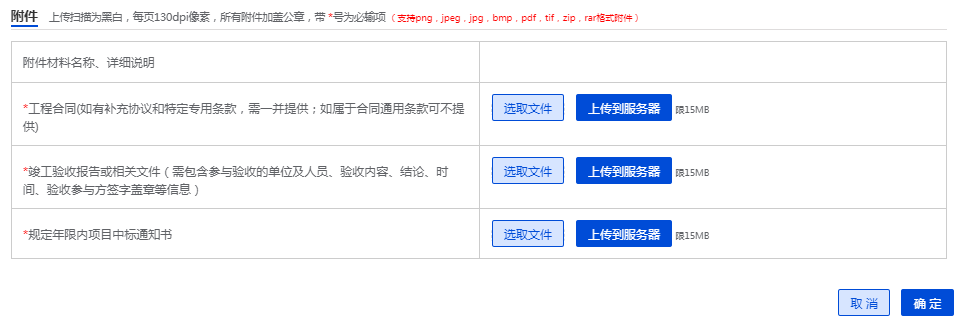 附件 上传扫描为黑白，每页130dpi像素，所有附件加盖公章，带 *号为必输项（支持png，jpeg，jpg，bmp，pdf，tif，zip，rar格式附件）
附件材料名称、详细说明
*工程合同(如有补充协议和特定专用条款，需一并提供；如属于合同通用条款可不提
供)
选取文件 上传到服务器 限15MB
*竣工验收报告或相关文件（需包含参与验收的单位及人员、验收内容、结论、时
间、验收参与方签字盖章等信息）
选取文件 上传到服务器 限15MB
*规定年限内项目中标通知书
选取文件 上传到服务器 限15MB
取 消 确 定